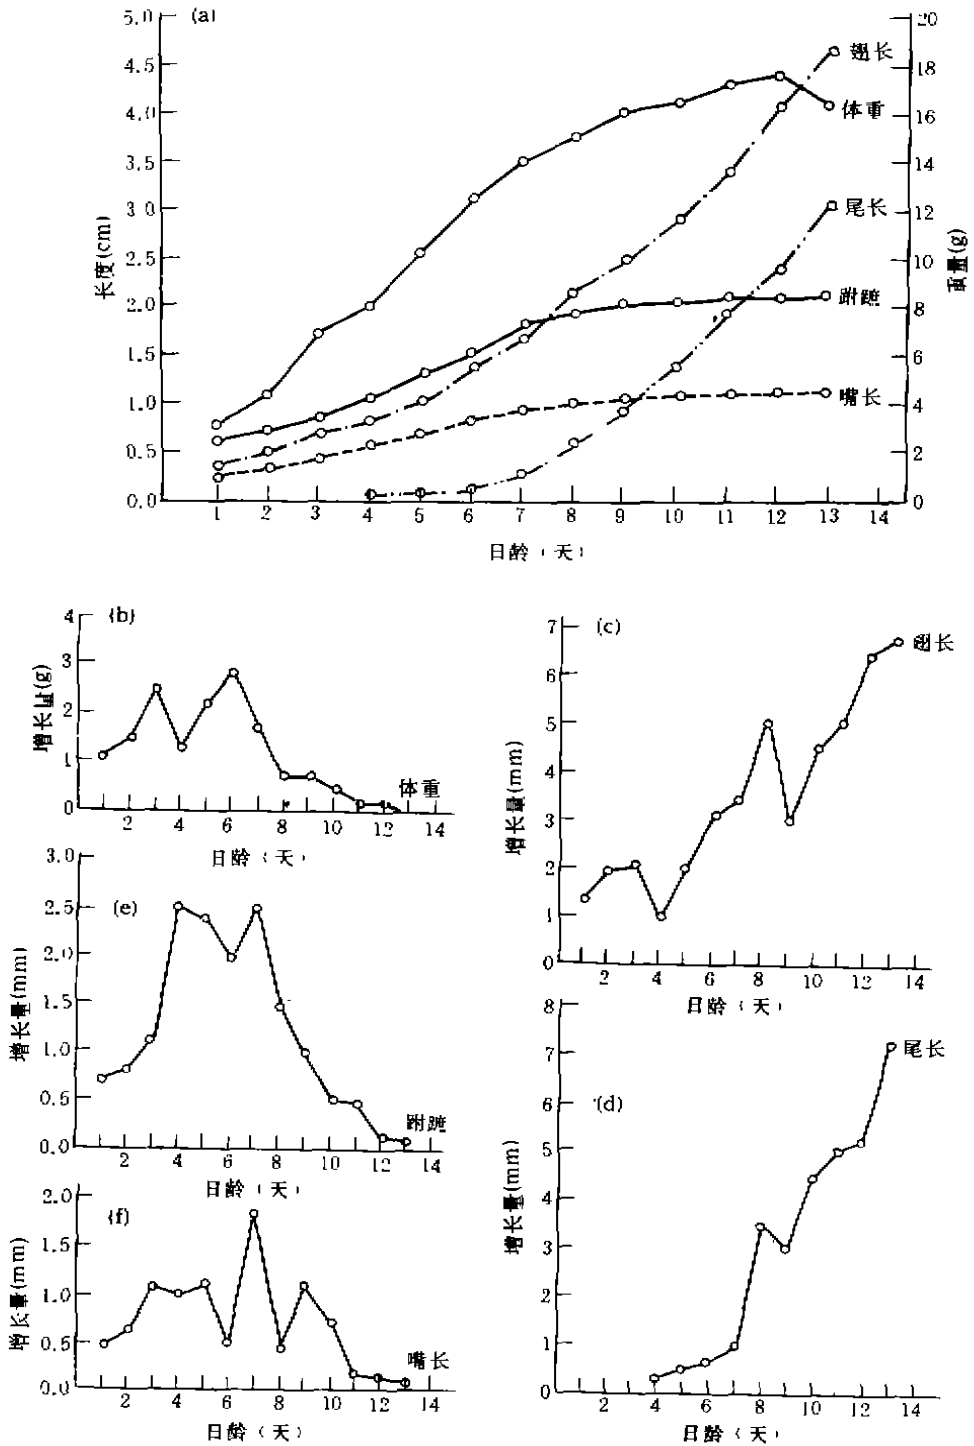 (a)
5.0
4.5
4.0
3.5
3.0
2.5
2.0
1.5
1.0
0.5
0.0
长度(cm)
20
18
16
14
12
10
8
6
4
2
0
重量(g)
翅长
体重
尾长
跗蹠
嘴长
1 2 3 4 5 6 7 8 9 10 11 12 13 14
日龄(天)
(b)
4
3
2
1
0
增长量(g)
体重
2 4 6 8 10 12 14
日龄(天)
(c)
7
6
5
4
3
2
1
0
增长量(mm)
翅长
2 4 6 8 10 12 14
日龄(天)
(e)
3.0
2.5
2.0
1.5
1.0
0.5
0.0
增长量(mm)
跗蹠
2 4 6 8 10 12 14
日龄(天)
(d)
8
7
6
5
4
3
2
1
0
增长量(mm)
尾长
2 4 6 8 10 12 14
日龄(天)
(f)
2.0
1.5
1.0
0.5
0.0
增长量(mm)
嘴长
2 4 6 8 10 12 14
日龄(天)